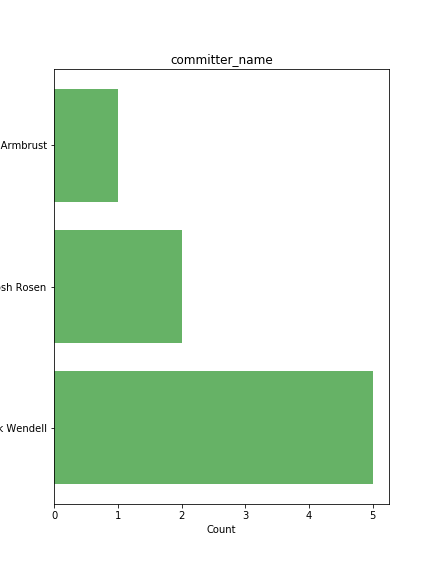 committer_name
Armbrust
sh Rosen
k Wendell
0 1 2 3 4 5
Count